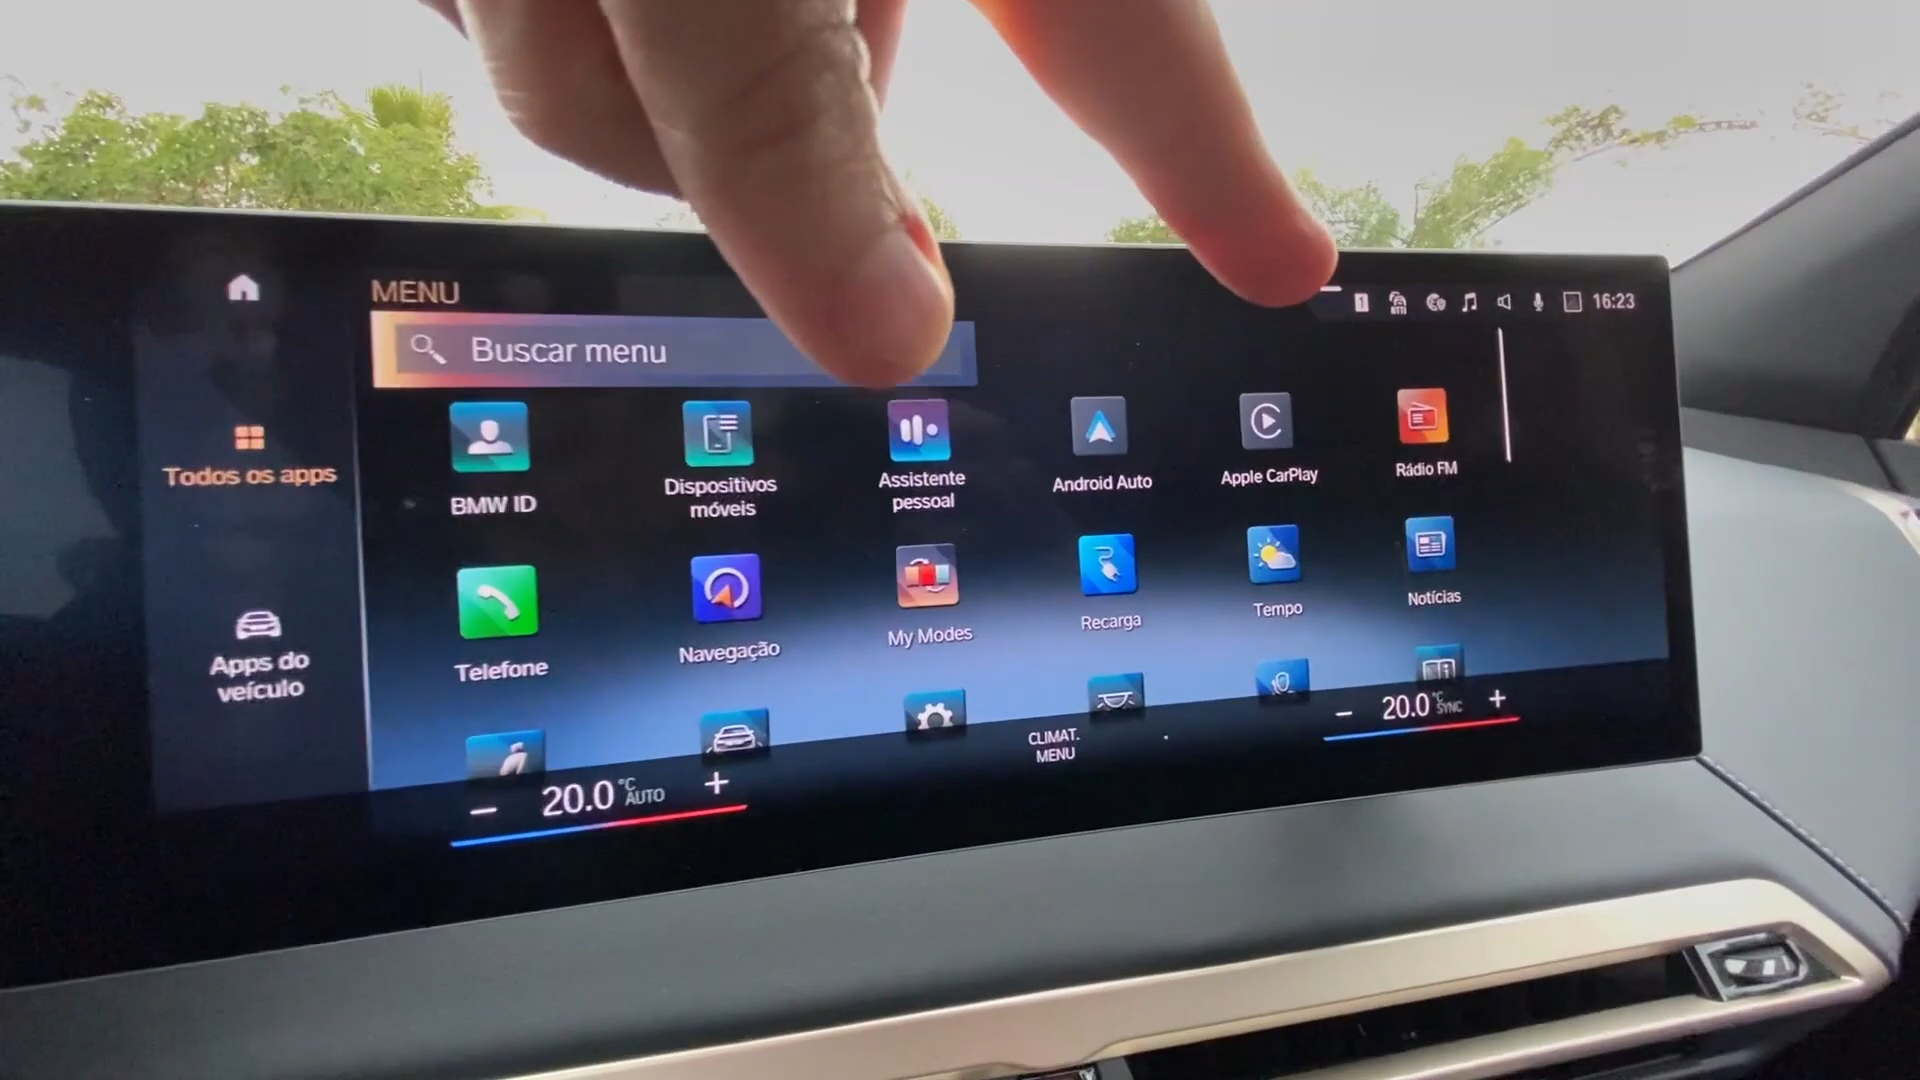 MENU
16:23
Buscar menu
Todos os apps
Apps do
veículo
BMW ID
Dispositivos
móveis
Assistente
pessoal
Android Auto
Apple CarPlay
Rádio FM
Telefone
Navegação
My Modes
Recarga
Tempo
Notícias
− 20.0 °C AUTO +
CLIMAT.
MENU
− 20.0 °C SYNC +